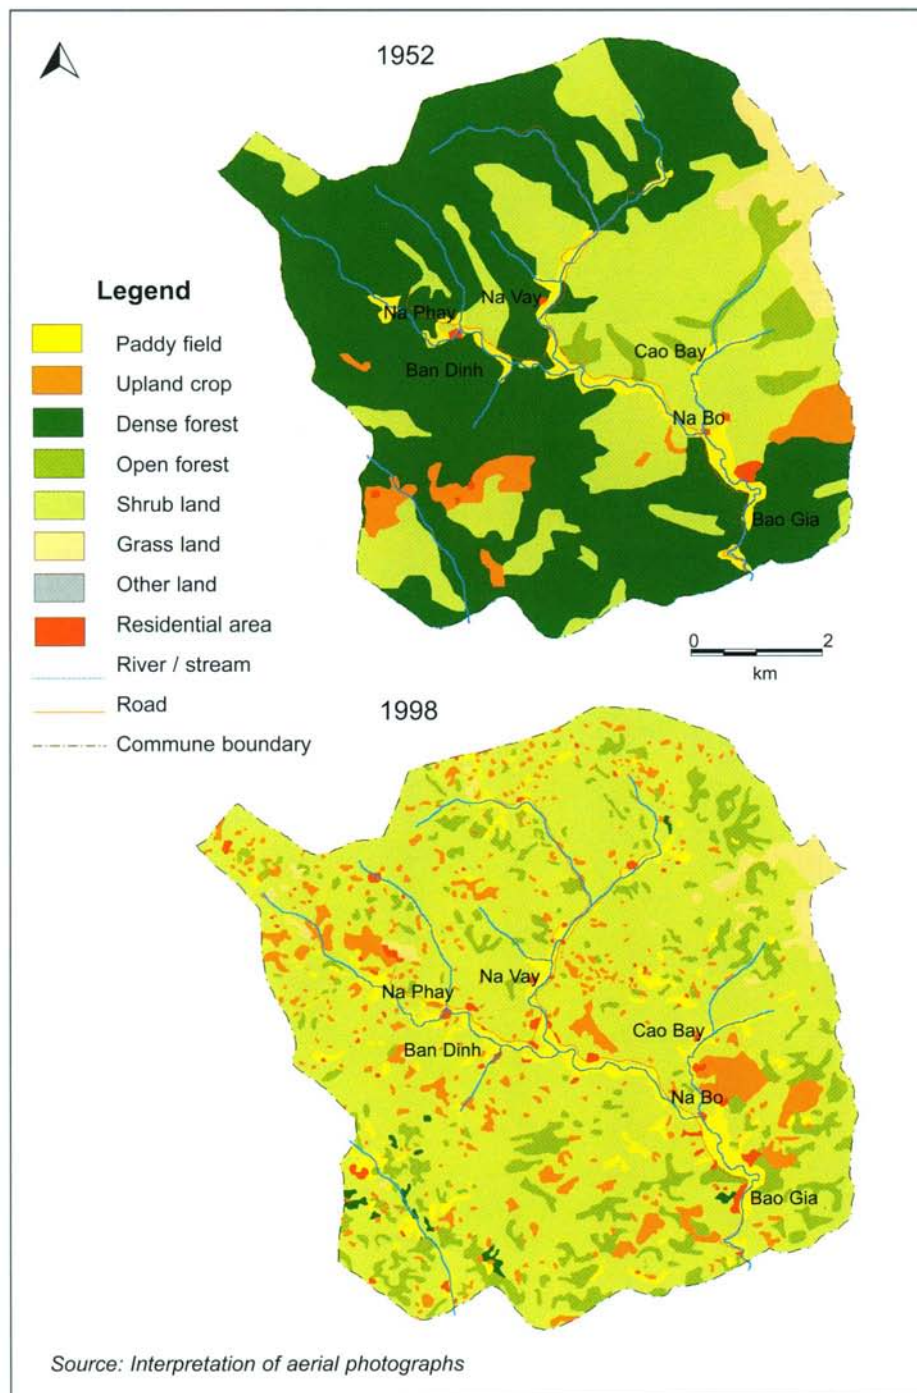 1952
Na Vay
Na Phay
Cao Bay
Ban Dinh
Na Bo
Bao Gia
Legend
Paddy field
Upland crop
Dense forest
Open forest
Shrub land
Grass land
Other land
Residential area
River / stream
Road
Commune boundary
0 2
km
1998
Na Vay
Na Phay
Cao Bay
Ban Dinh
Na Bo
Bao Gia
Source: Interpretation of aerial photographs